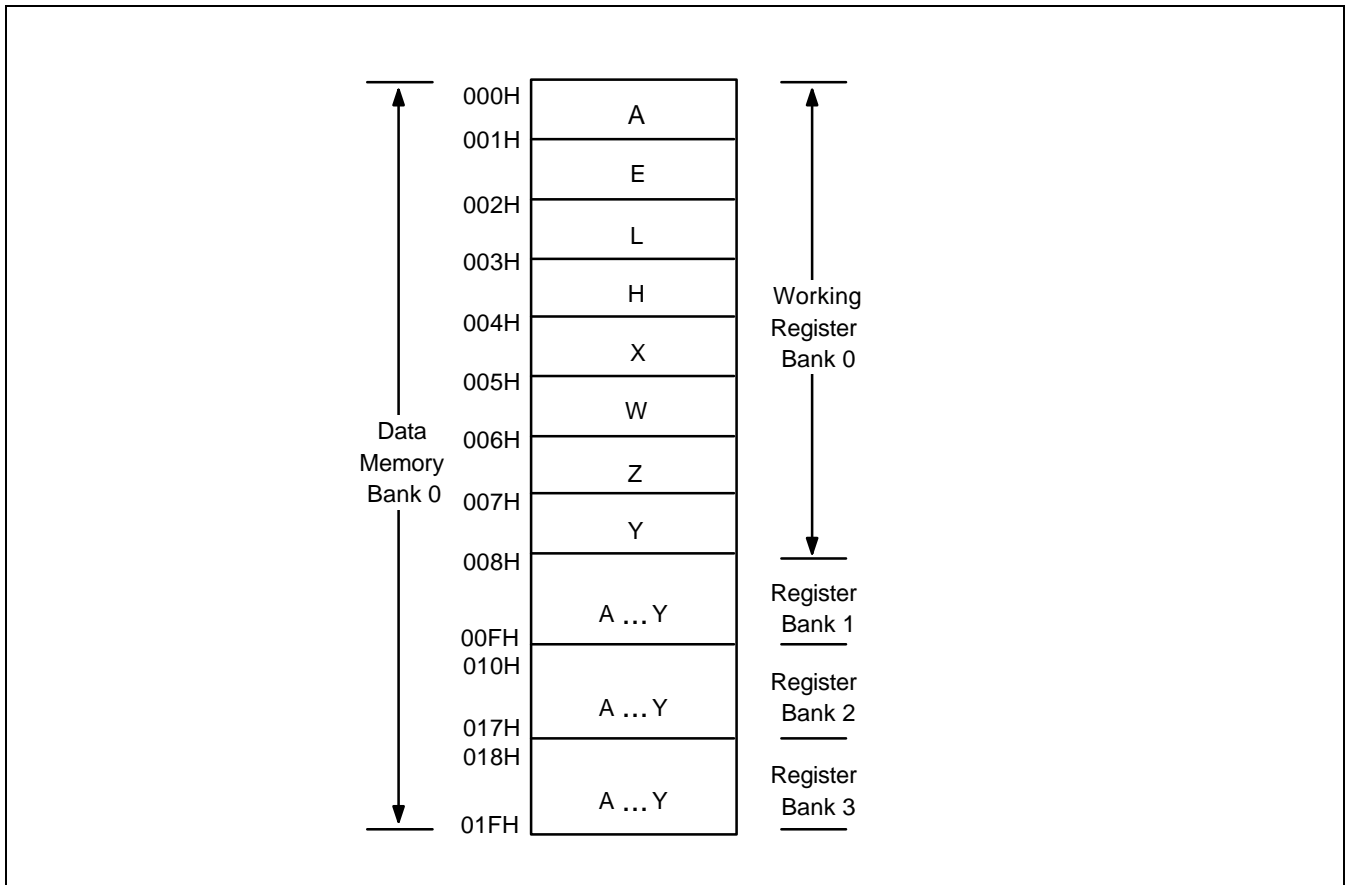 000H
A
001H
E
002H
L
003H
H
004H
X
005H
W
006H
Z
007H
Y
008H
A ... Y
00FH
010H
A ... Y
017H
018H
A ... Y
01FH
Data
Memory
Bank 0
Working
Register
Bank 0
Register
Bank 1
Register
Bank 2
Register
Bank 3